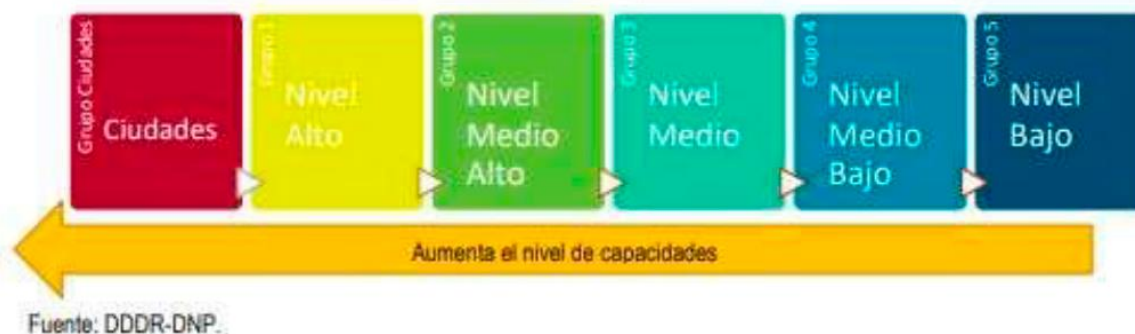 Grupo Ciudades
Ciudades
Grupo 1
Nivel
Alto
Grupo 2
Nivel
Medio
Alto
Grupo 3
Nivel
Medio
Grupo 4
Nivel
Medio
Bajo
Grupo 5
Nivel
Bajo
Aumenta el nivel de capacidades
Fuente: DDDR-DNP.